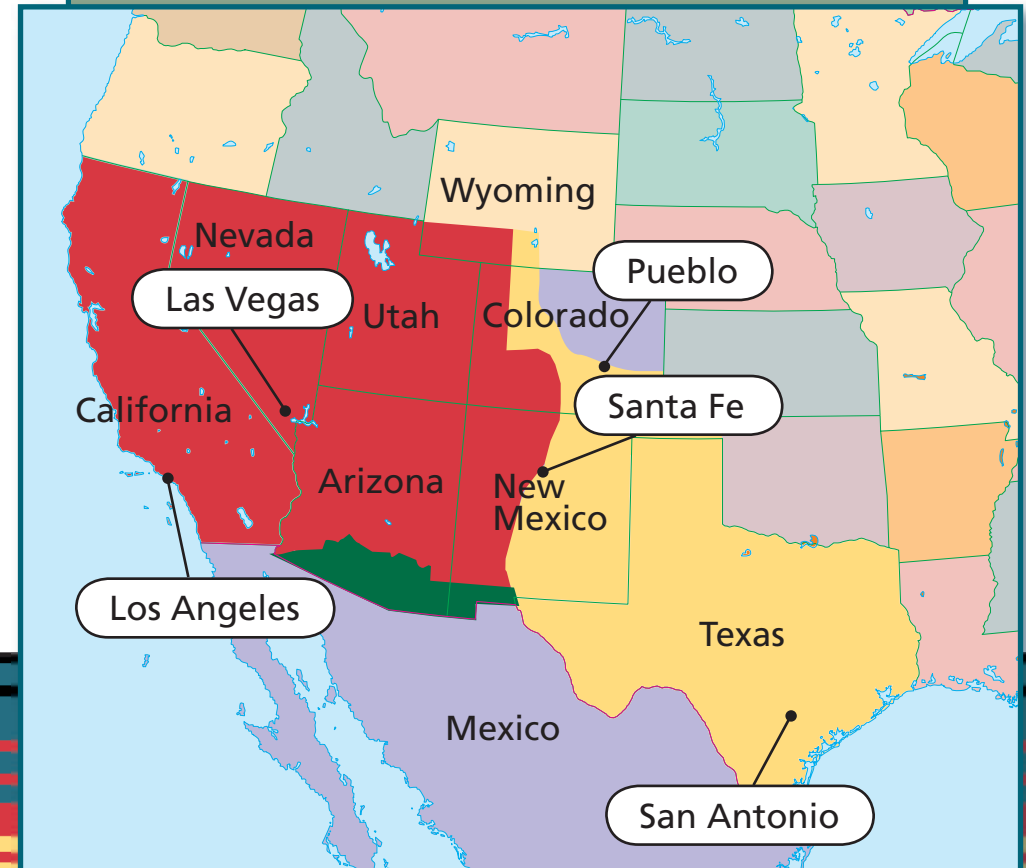 Wyoming
Nevada
Pueblo
Las Vegas
Utah
Colorado
California
Santa Fe
Arizona
New
Mexico
Los Angeles
Texas
Mexico
San Antonio